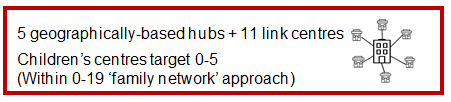 5 geographically-based hubs + 11 link centres
Children's centres target 0-5
(Within 0-19 ‘family network’ approach)